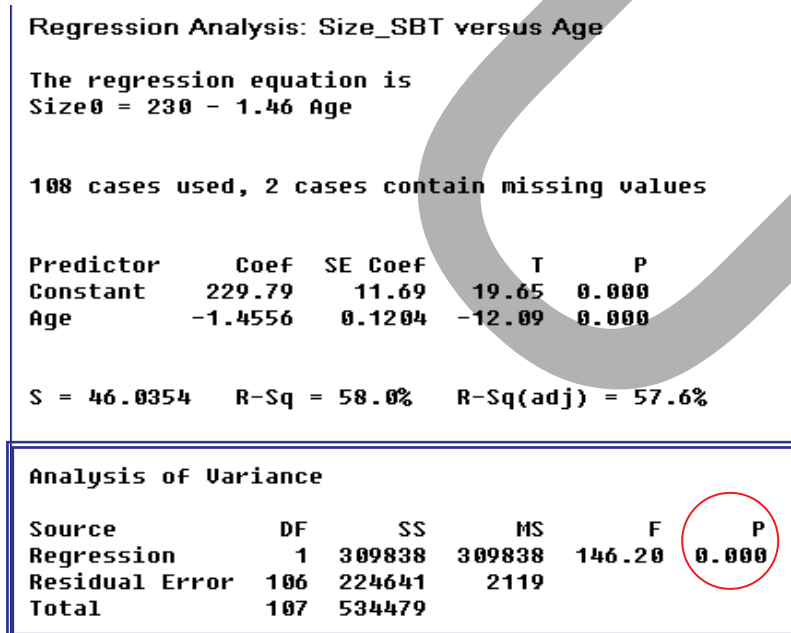 Regression Analysis: Size_SBT versus Age
The regression equation is
Size0 = 230 - 1.46 Age
108 cases used, 2 cases contain missing values
Predictor Coef SE Coef T P
Constant 229.79 11.69 19.65 0.000
Age -1.4556 0.1204 -12.09 0.000
S = 46.0354 R-Sq = 58.0% R-Sq(adj) = 57.6%
Analysis of Variance
Source DF SS MS F P
Regression 1 309838 309838 146.20 0.000
Residual Error 106 224641 2119
Total 107 534479